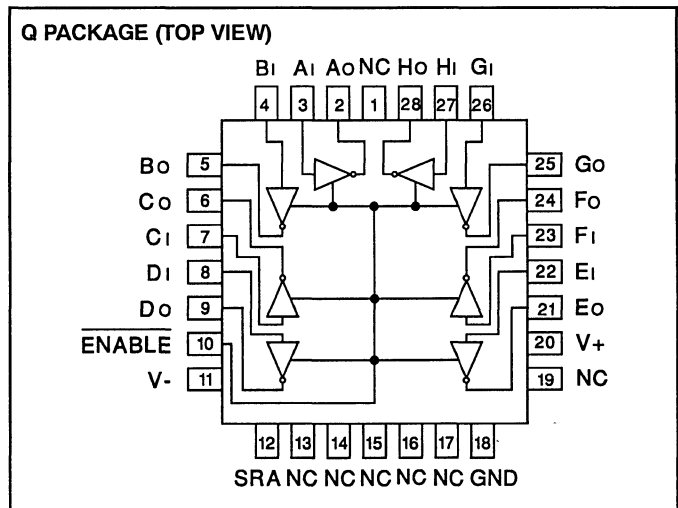 Q PACKAGE (TOP VIEW)
BI AI AO NC HO HI GI
4 3 2 1 28 27 26
BO 5 25 GO
CO 6 24 FO
CI 7 23 FI
DI 8 22 EI
DO 9 21 EO
ENABLE 10 20 V+
V- 11 19 NC
12 13 14 15 16 17 18
SRA NC NC NC NC NC GND